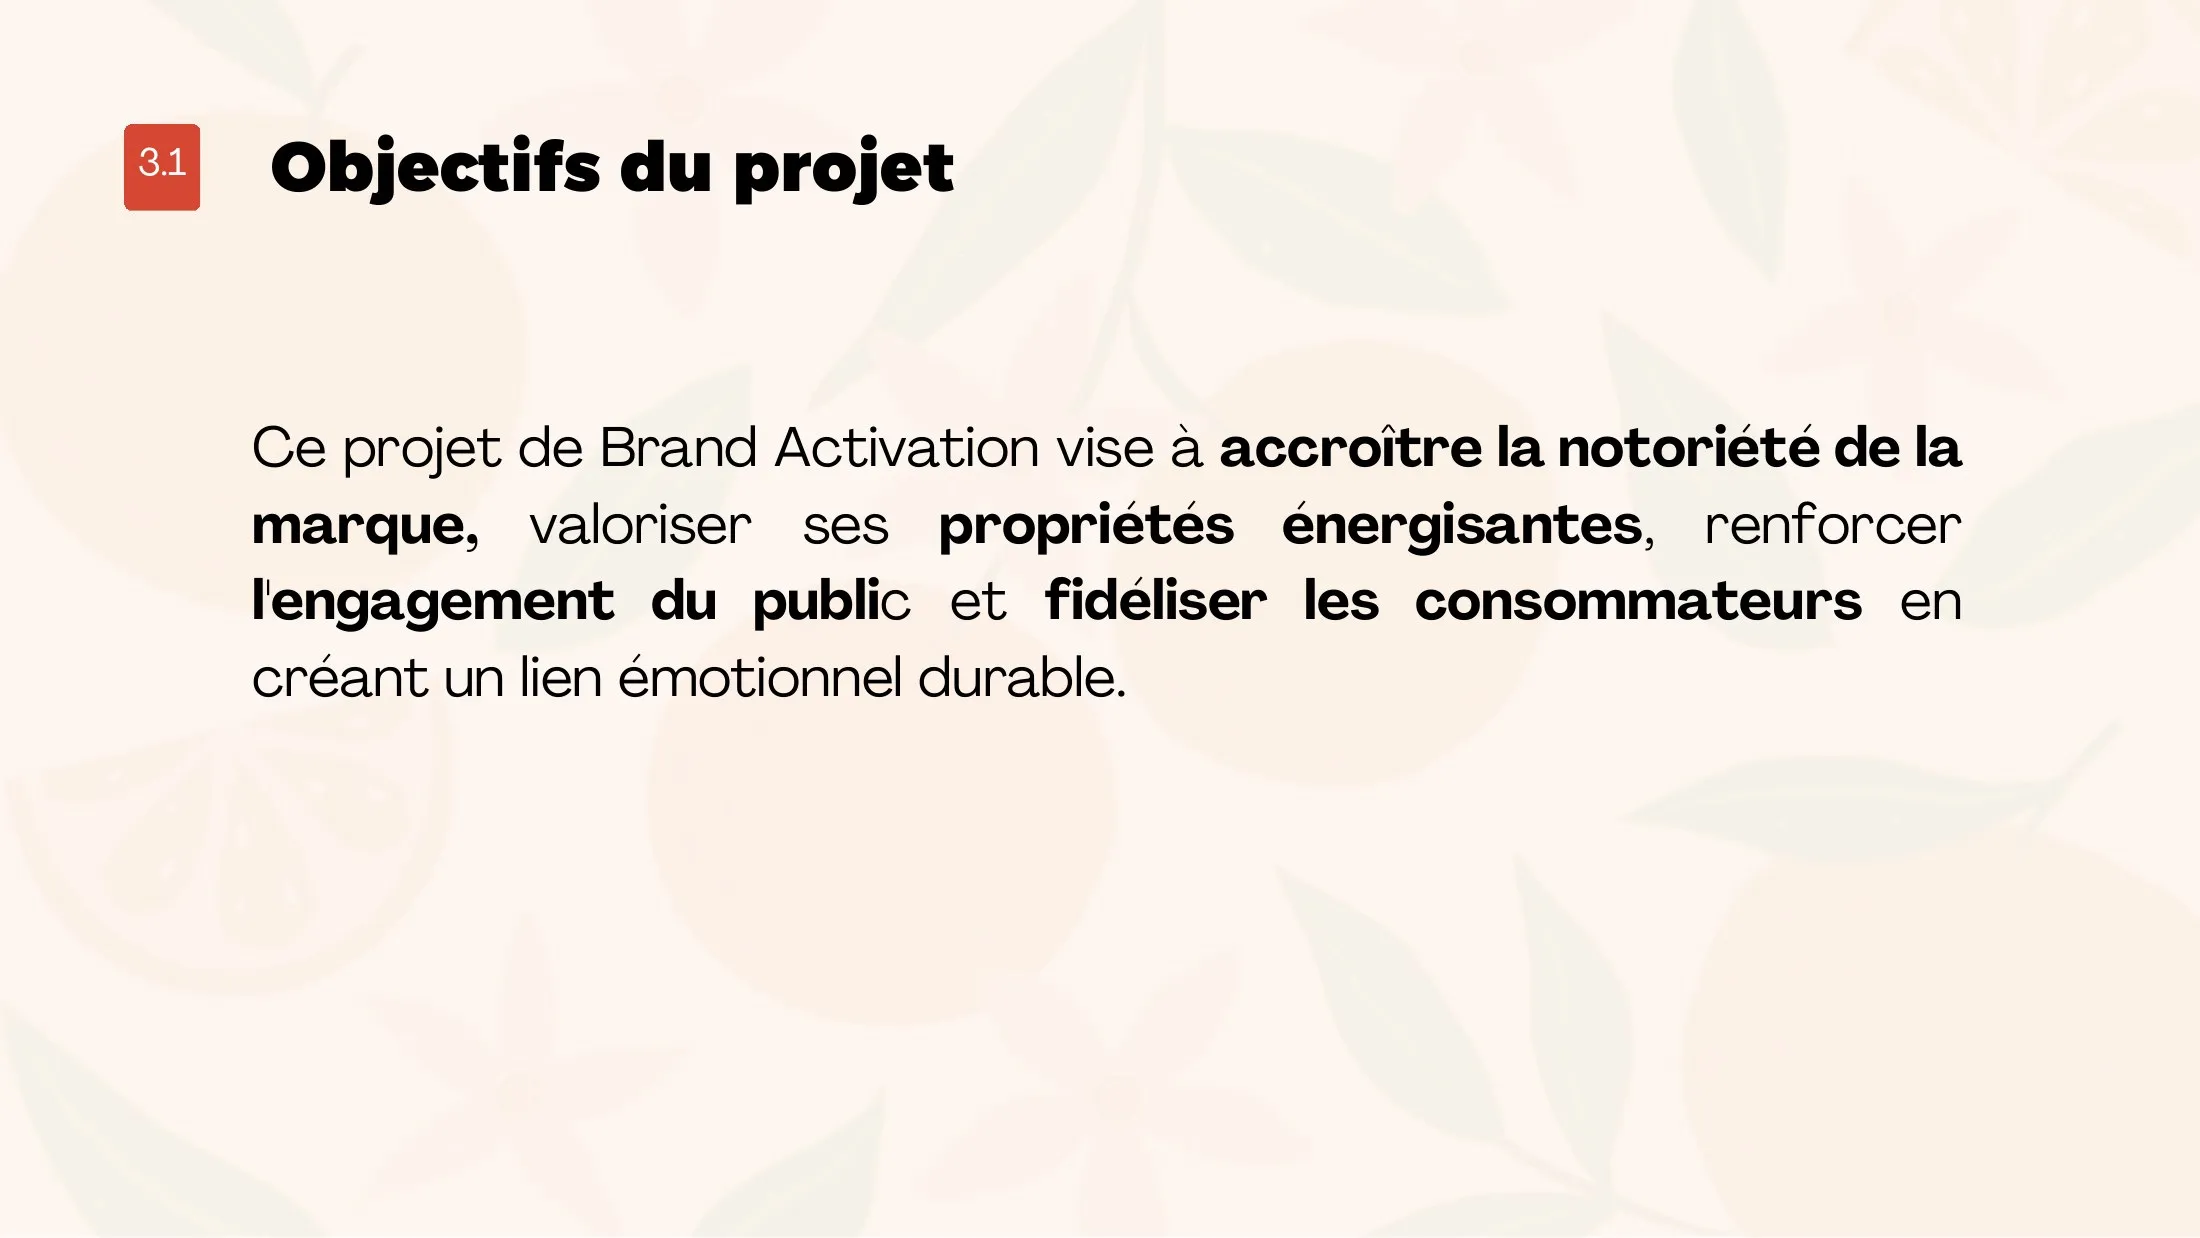 3.1
Objectifs du projet
Ce projet de Brand Activation vise à accroître la notoriété de la
marque, valoriser ses propriétés énergisantes, renforcer
l'engagement du public et fidéliser les consommateurs en
créant un lien émotionnel durable.